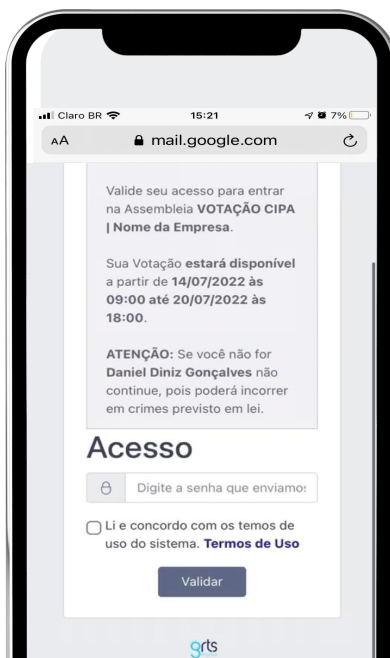 Claro BR
15:21
7%
AA
mail.google.com
Valide seu acesso para entrar
na Assembleia VOTAÇÃO CIPA
| Nome da Empresa.
Sua Votação estará disponível
a partir de 14/07/2022 às
09:00 até 20/07/2022 às
18:00.
ATENÇÃO: Se você não for
Daniel Diniz Gonçalves não
continue, pois poderá incorrer
em crimes previsto em lei.
Acesso
Digite a senha que enviamos
Li e concordo com os temos de
uso do sistema. Termos de Uso
Validar
grts